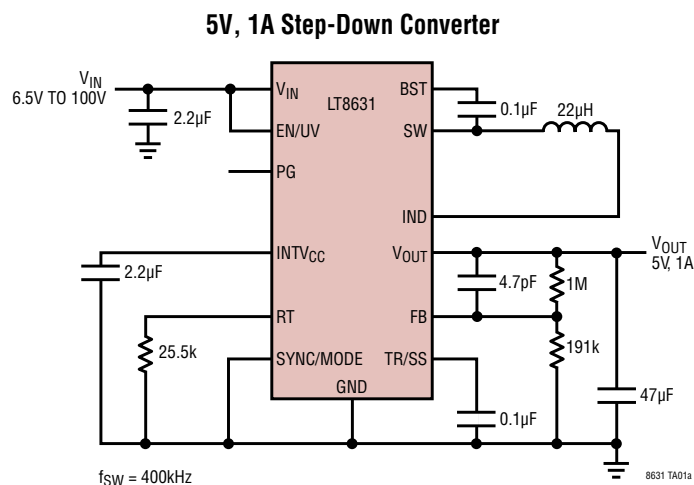 5V, 1A Step-Down Converter
VIN
6.5V TO 100V
2.2µF
VIN
LT8631
BST
0.1µF
22µH
EN/UV
SW
PG
IND
INTVCC
VOUT
VOUT
5V, 1A
2.2µF
4.7pF
1M
RT
FB
25.5k
191k
SYNC/MODE
TR/SS
GND
47µF
0.1µF
fSW = 400kHz
8631 TA01a